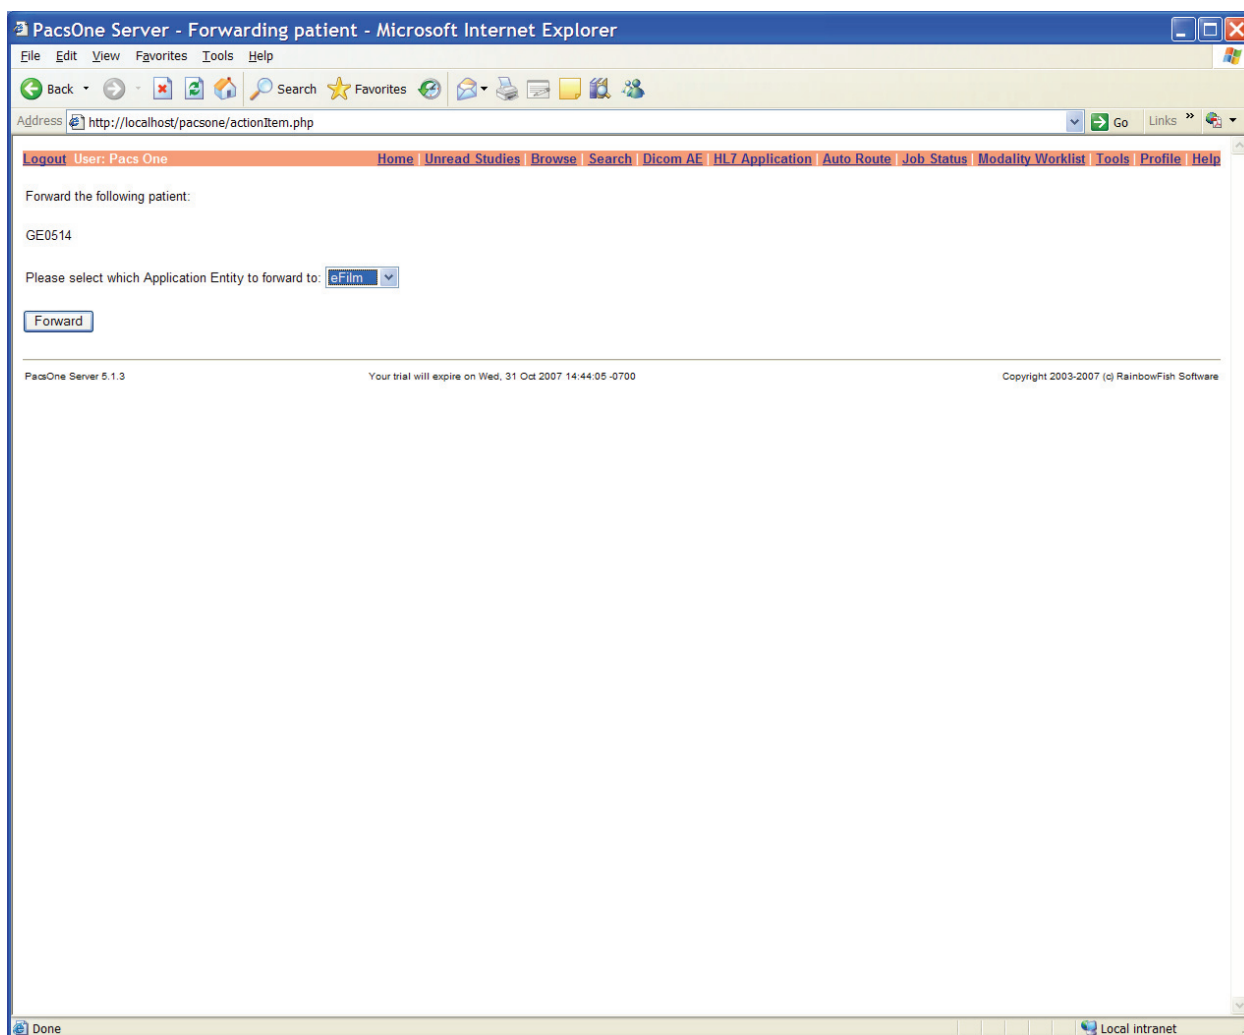 PacsOne Server - Forwarding patient - Microsoft Internet Explorer
File Edit View Favorites Tools Help
Back Search Favorites
Address http://localhost/pacsone/actionItem.php Go Links »
Logout User: Pacs One Home | Unread Studies | Browse | Search | Dicom AE | HL7 Application | Auto Route | Job Status | Modality Worklist | Tools | Profile | Help
Forward the following patient:
GE0514
Please select which Application Entity to forward to: eFilm
Forward
PacsOne Server 5.1.3 Your trial will expire on Wed, 31 Oct 2007 14:44:05 -0700 Copyright 2003-2007 (c) RainbowFish Software
Done Local intranet